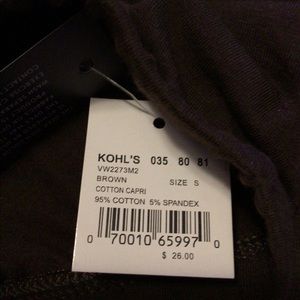 KOHL'S 035 80 81
VW2273M2
BROWN SIZE S
COTTON CAPRI
95% COTTON 5% SPANDEX
0 70010 65997 0
$ 26.00